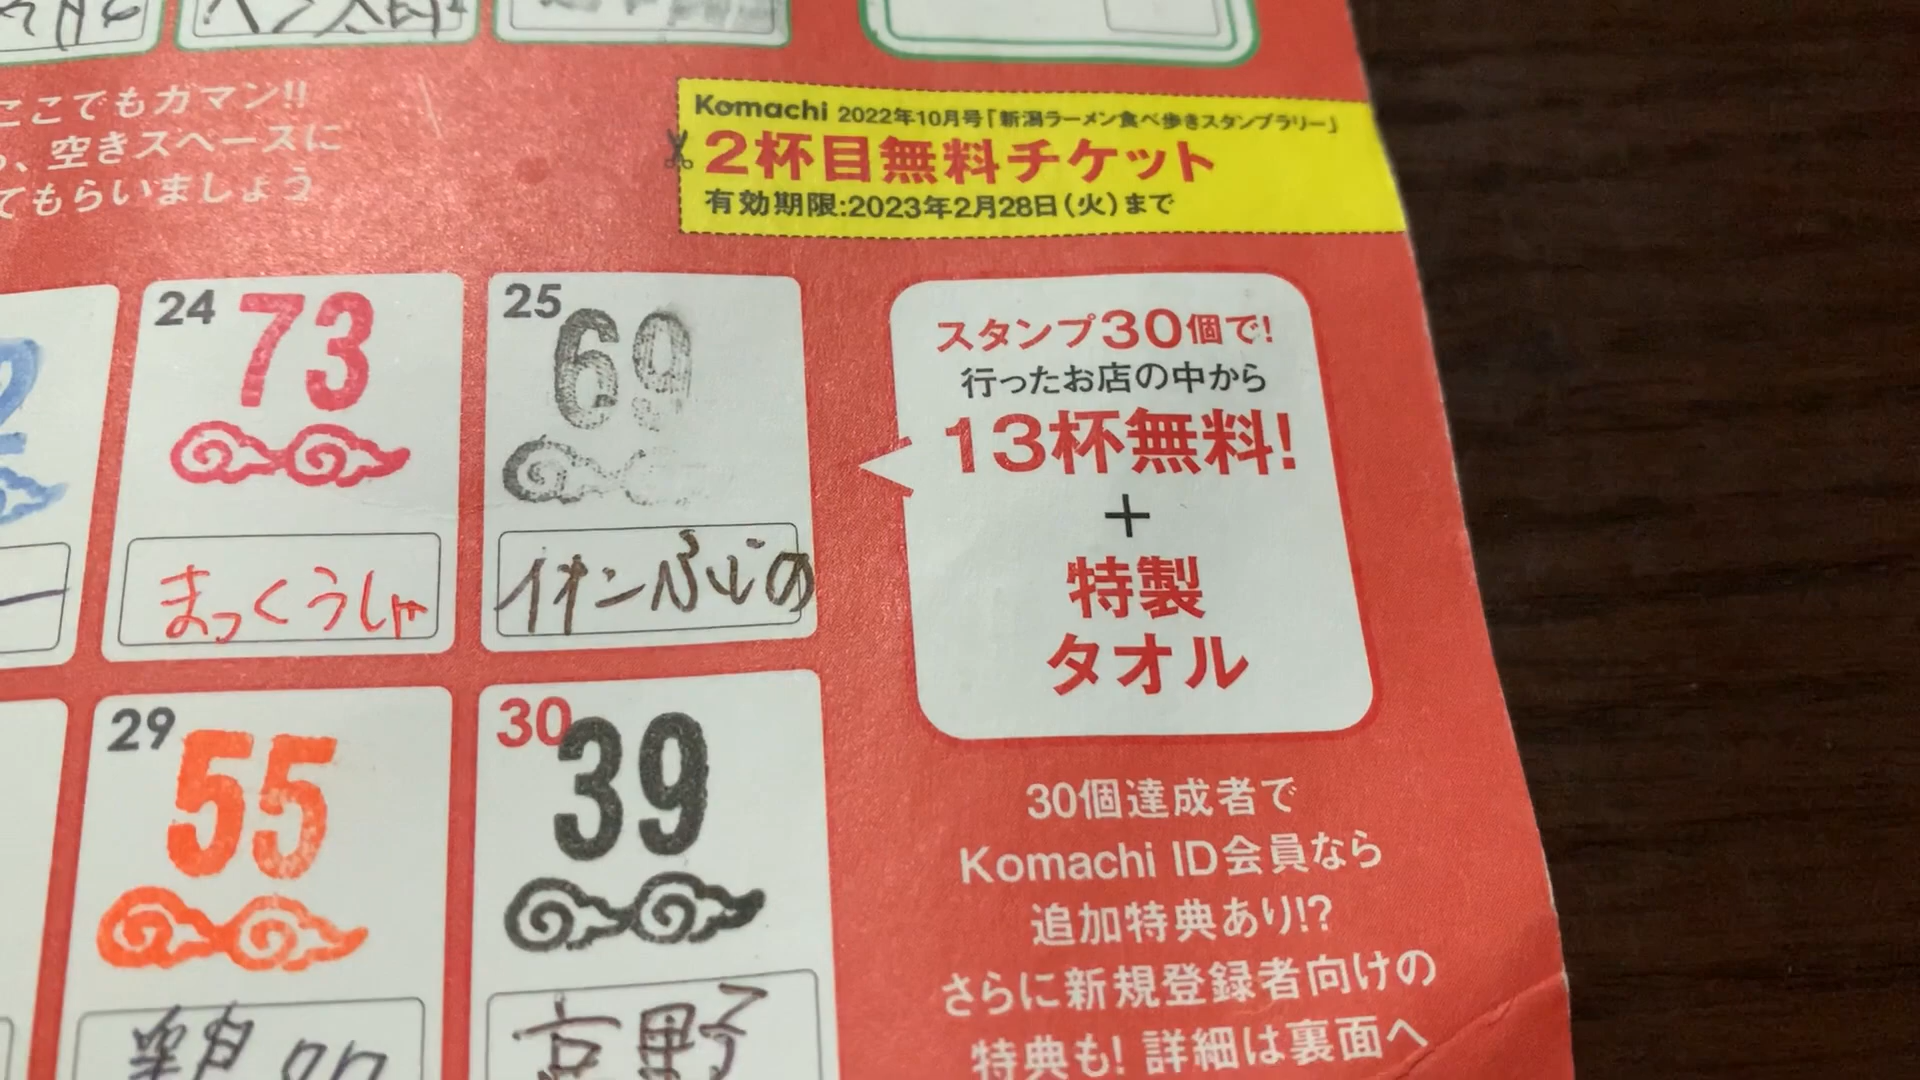 ここでもガマン!!
、空きスペースに
てもらいましょう
Komachi 2022年10月号「新潟ラーメン食べ歩きスタンプラリー」
2杯目無料チケット
有効期限:2023年2月28日(火)まで
24
73
まっくうしゃ
25
69
イオンふじの
スタンプ30個で!
行ったお店の中から
13杯無料!
+
特製
タオル
29
55
30
39
吉野
30個達成者で
Komachi ID会員なら
追加特典あり!?
さらに新規登録者向けの
特典も! 詳細は裏面へ